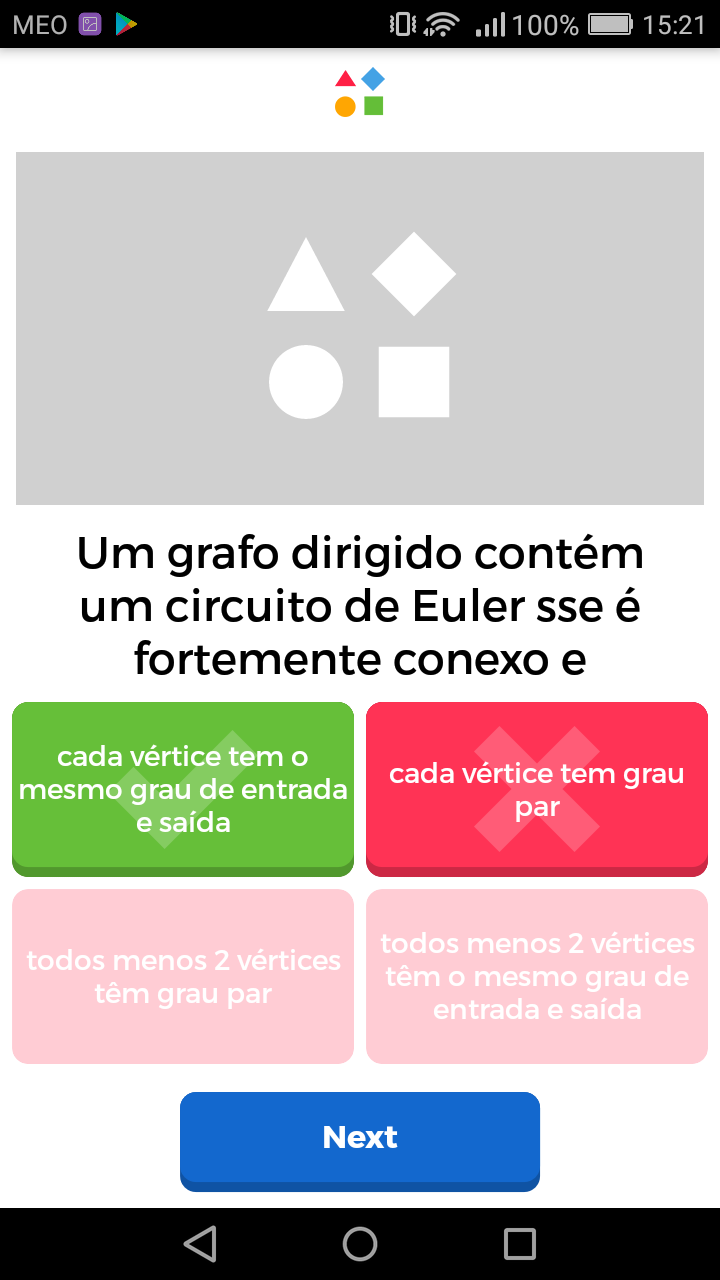 MEO 100% 15:21
Um grafo dirigido contém
um circuito de Euler sse é
fortemente conexo e
cada vértice tem o
mesmo grau de entrada
e saída
cada vértice tem grau
par
todos menos 2 vértices
têm grau par
todos menos 2 vértices
têm o mesmo grau de
entrada e saída
Next